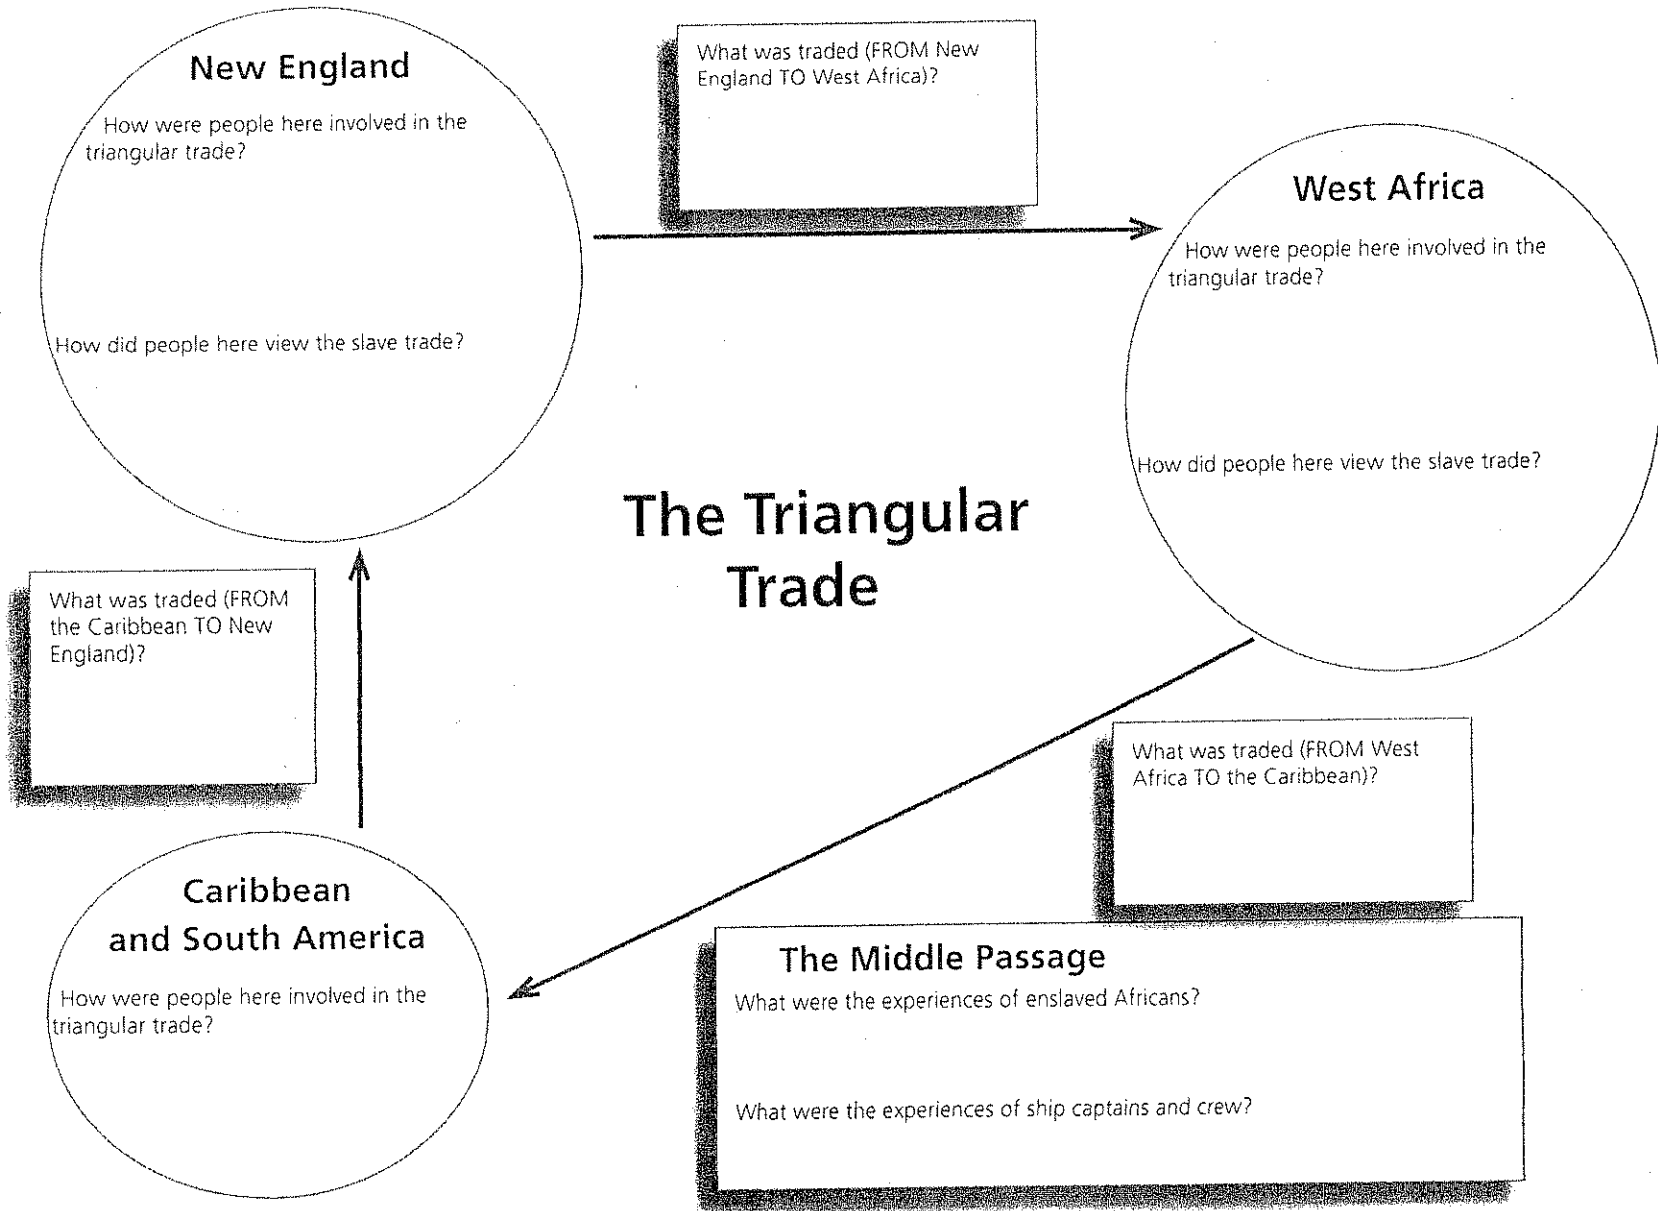 New England
How were people here involved in the
triangular trade?
How did people here view the slave trade?
What was traded (FROM New
England TO West Africa)?
West Africa
How were people here involved in the
triangular trade?
How did people here view the slave trade?
The Triangular
Trade
What was traded (FROM
the Caribbean TO New
England)?
What was traded (FROM West
Africa TO the Caribbean)?
Caribbean
and South America
How were people here involved in the
triangular trade?
The Middle Passage
What were the experiences of enslaved Africans?
What were the experiences of ship captains and crew?